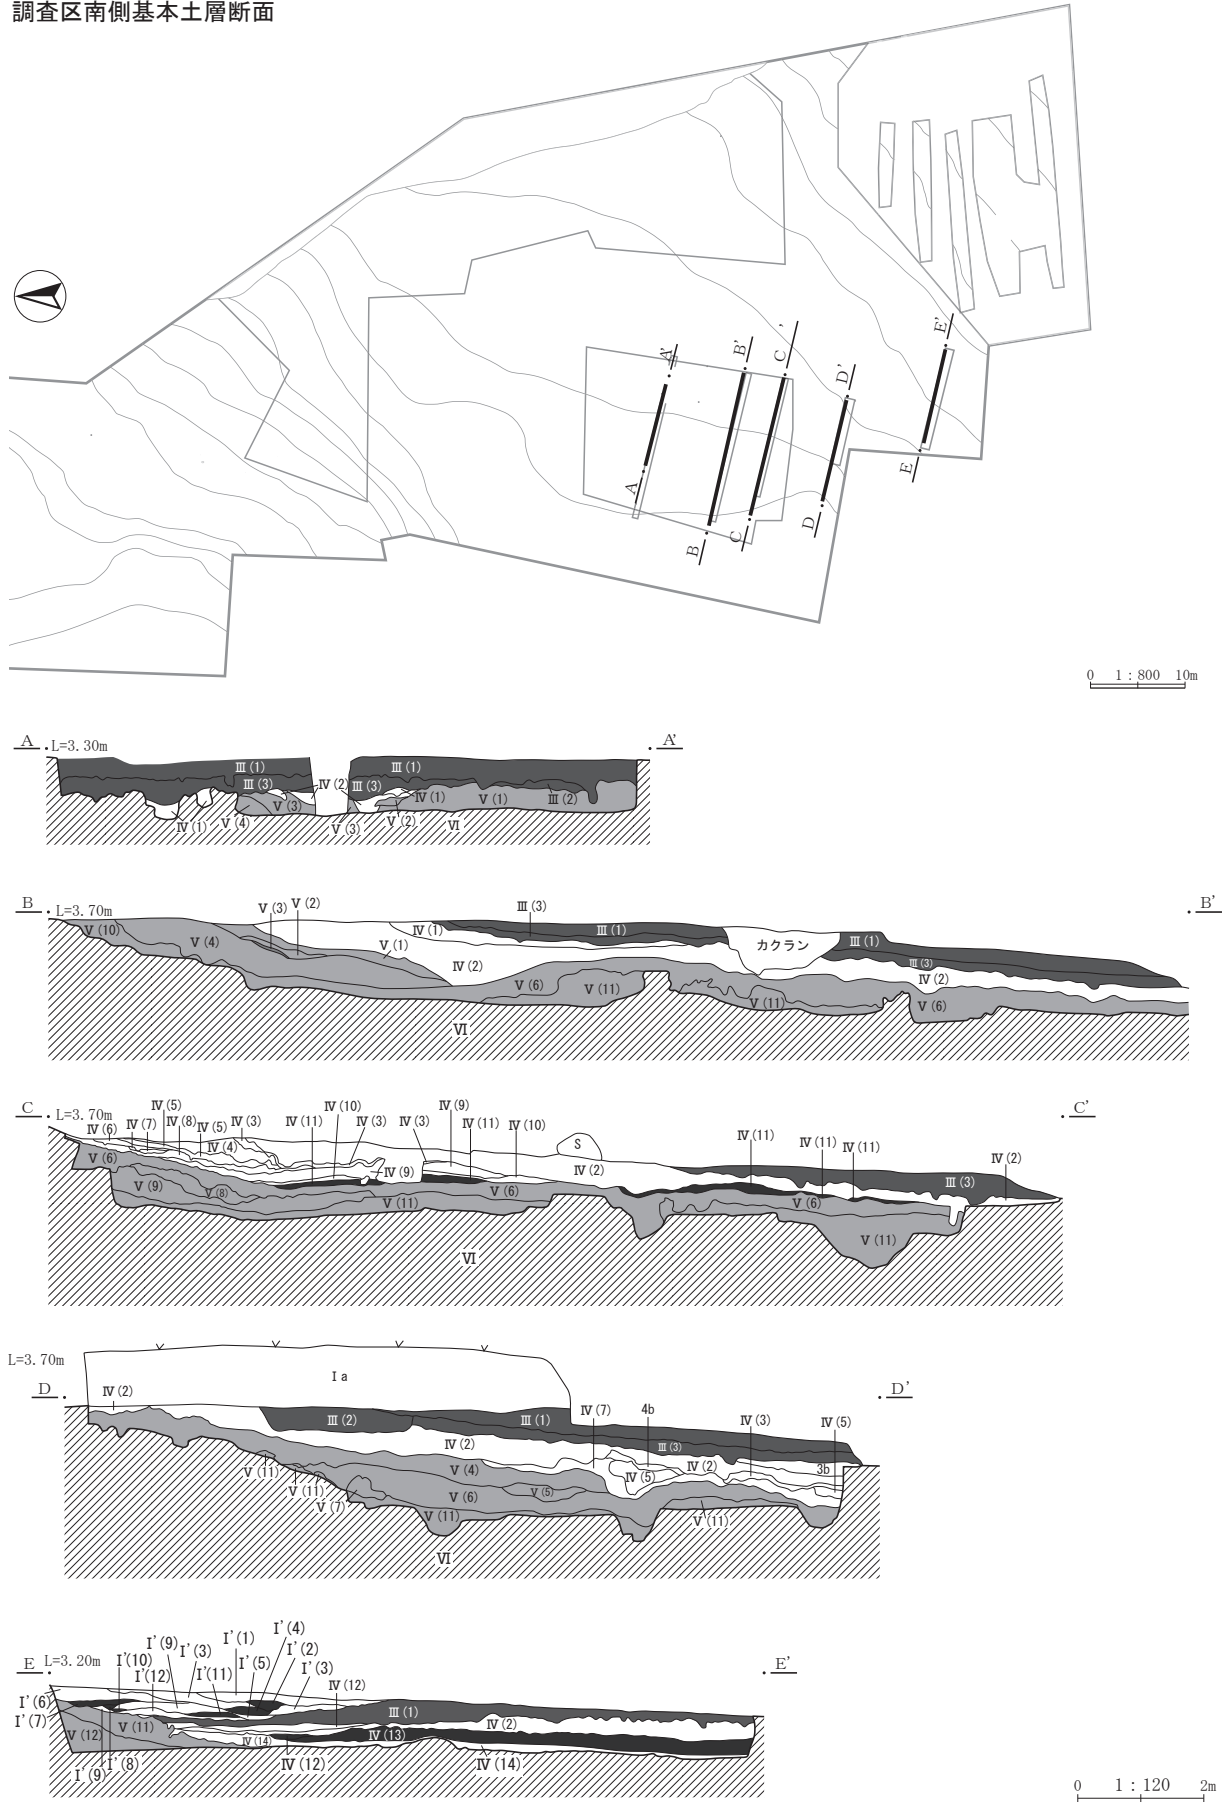 調査区南側基本土層断面
A A'
B B'
C C'
D D'
E E'
0 1：800 10m
A L=3.30m A'
Ⅲ(1) Ⅲ(1)
Ⅲ(3) Ⅳ(2) Ⅲ(3) Ⅳ(1) Ⅴ(1) Ⅲ(2)
Ⅳ(1) Ⅴ(4) Ⅴ(3) Ⅴ(3) Ⅴ(2) Ⅵ
B L=3.70m B'
Ⅴ(3) Ⅴ(2) Ⅲ(3)
Ⅴ(10) Ⅴ(4) Ⅴ(1) Ⅳ(1) Ⅲ(1) カクラン Ⅲ(1)
Ⅳ(2) Ⅲ(3) Ⅳ(2)
Ⅴ(6) Ⅴ(11) Ⅴ(11) Ⅴ(6)
Ⅵ
C L=3.70m C'
Ⅳ(6) Ⅳ(7) Ⅳ(5) Ⅳ(8) Ⅳ(5) Ⅳ(3) Ⅳ(11) Ⅳ(10) Ⅳ(3) Ⅳ(3) Ⅳ(9) Ⅳ(11) Ⅳ(10) Ⅳ(11) Ⅳ(11) Ⅳ(11) Ⅳ(2)
Ⅴ(6) Ⅳ(4) Ⅳ(9) S Ⅳ(2) Ⅲ(3)
Ⅴ(9) Ⅴ(8) Ⅴ(11) Ⅴ(6) Ⅴ(6)
Ⅴ(11)
Ⅵ
L=3.70m
Ⅰa
D D'
Ⅳ(2) Ⅲ(2) Ⅲ(1) Ⅳ(7) 4b Ⅳ(3) Ⅳ(5)
Ⅳ(2) Ⅲ(3)
Ⅴ(11) Ⅴ(4) Ⅳ(5) Ⅳ(2) 3b
Ⅴ(11) Ⅴ(7) Ⅴ(6) Ⅴ(5)
Ⅴ(11) Ⅴ(11)
Ⅵ
E L=3.20m E'
Ⅰ'(10) Ⅰ'(9) Ⅰ'(3) Ⅰ'(1) Ⅰ'(4) Ⅰ'(2)
Ⅰ'(12) Ⅰ'(11) Ⅰ'(5) Ⅰ'(3) Ⅳ(12)
Ⅰ'(6)
Ⅰ'(7) Ⅴ(12) Ⅴ(11) Ⅲ(1) Ⅳ(2)
Ⅳ(14) Ⅳ(13)
Ⅰ'(9) Ⅰ'(8) Ⅳ(12) Ⅳ(14)
0 1：120 2m